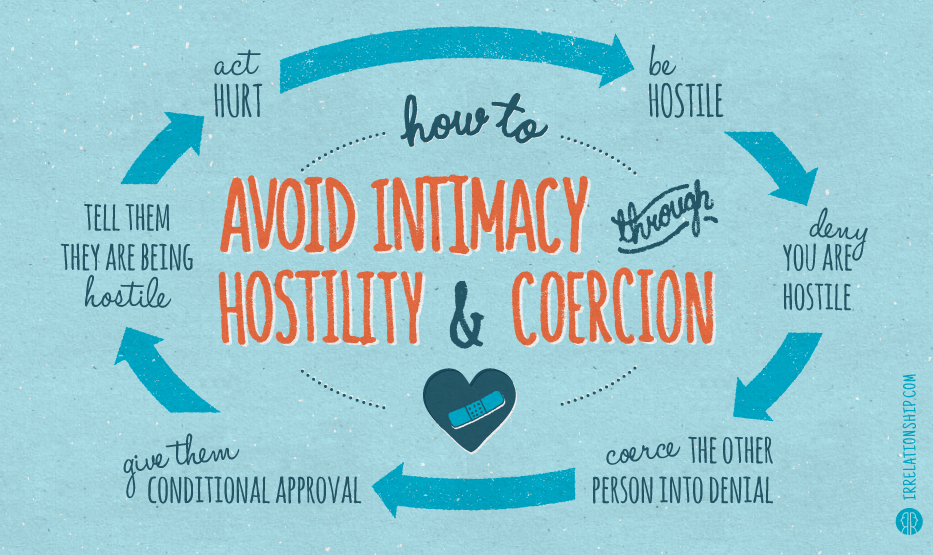 how to
AVOID INTIMACY through
HOSTILITY & COERCION
act
HURT
be
HOSTILE
deny
YOU ARE
HOSTILE
coerce THE OTHER
PERSON INTO DENIAL
give them
CONDITIONAL APPROVAL
TELL THEM
THEY ARE BEING
hostile
IRRELATIONSHIP.COM